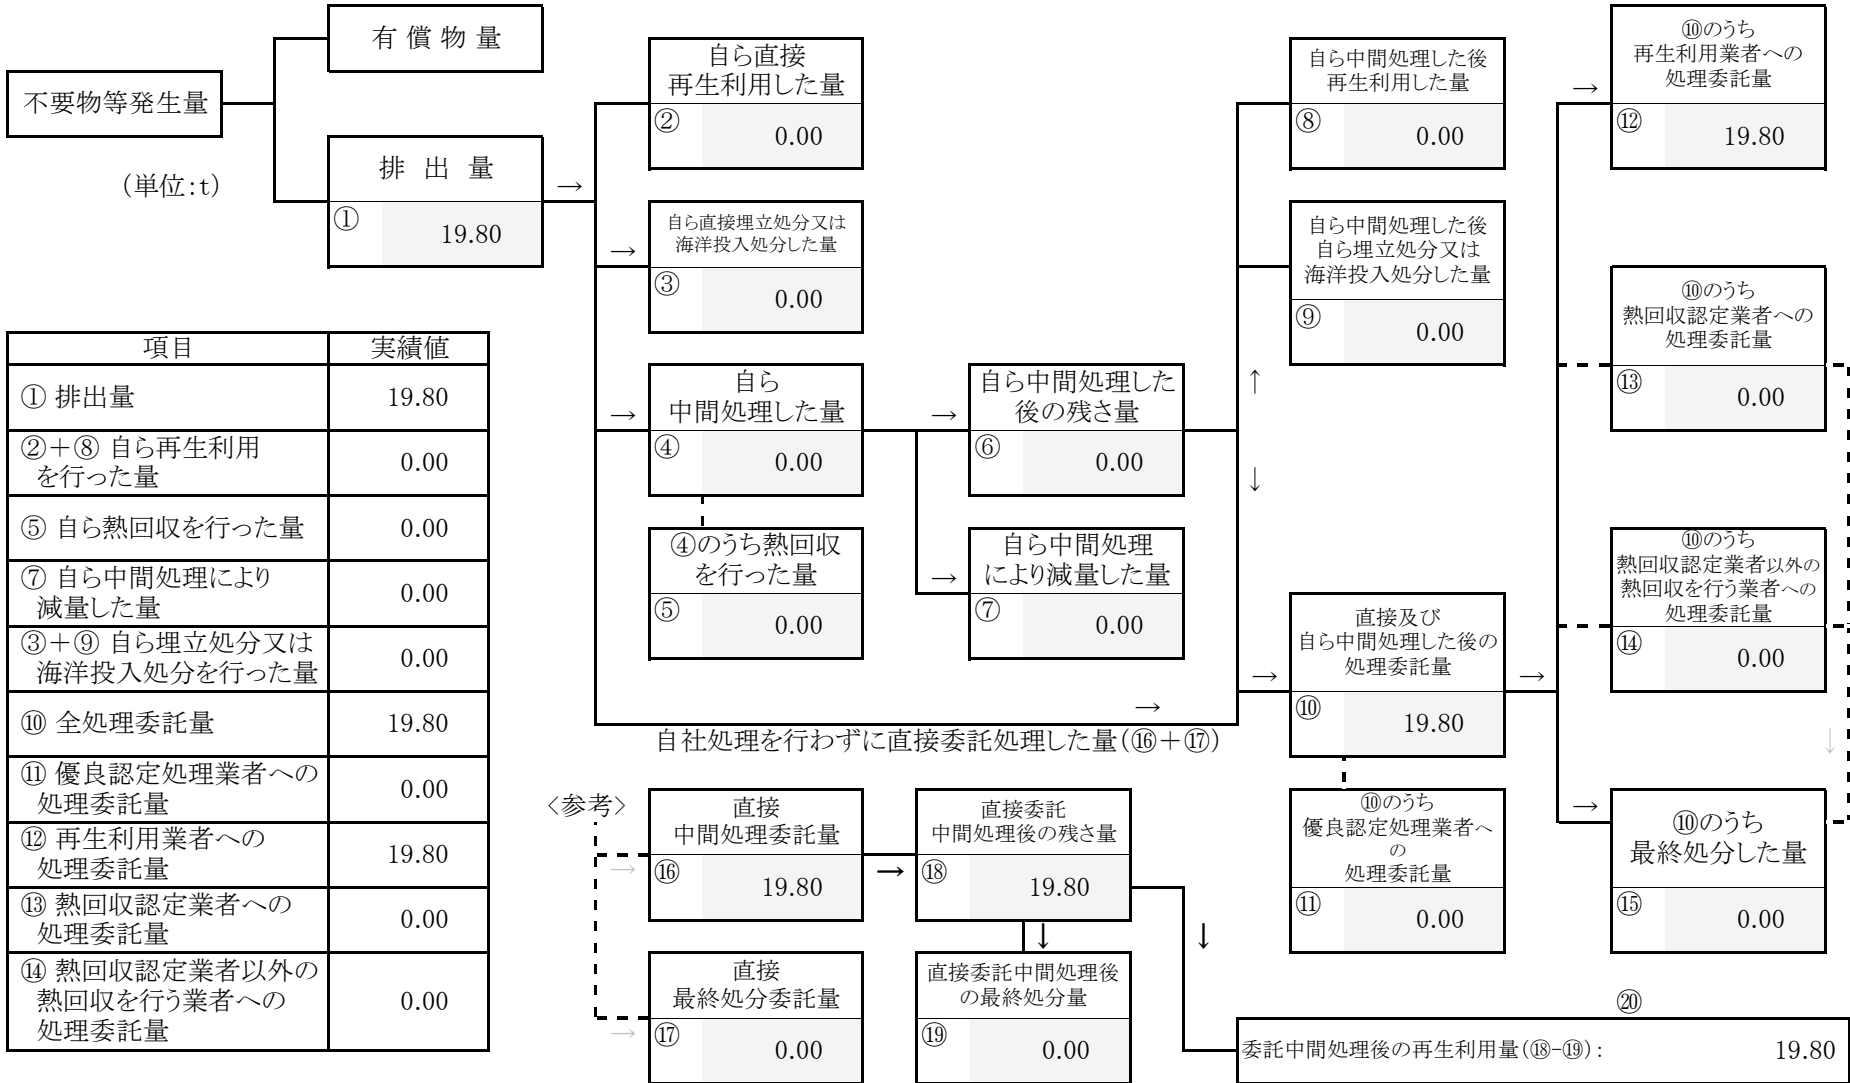 有 償 物 量
不要物等発生量
排 出 量
① 19.80
(単位:t)
→
自ら直接
再生利用した量
② 0.00
→
自ら直接埋立処分又は
海洋投入処分した量
③ 0.00
→
自ら
中間処理した量
④ 0.00
④のうち熱回収
を行った量
⑤ 0.00
→
自ら中間処理した
後の残さ量
⑥ 0.00
→
自ら中間処理
により減量した量
⑦ 0.00
自ら中間処理した後
再生利用した量
⑧ 0.00
自ら中間処理した後
自ら埋立処分又は
海洋投入処分した量
⑨ 0.00
↑
↓
→
直接及び
自ら中間処理した後の
処理委託量
⑩ 19.80
→
⑩のうち
優良認定処理業者へ
の
処理委託量
⑪ 0.00
→
⑩のうち
再生利用業者への
処理委託量
⑫ 19.80
⑩のうち
熱回収認定業者への
処理委託量
⑬ 0.00
⑩のうち
熱回収認定業者以外の
熱回収を行う業者への
処理委託量
⑭ 0.00
↓
→
⑩のうち
最終処分した量
⑮ 0.00
→
自社処理を行わずに直接委託処理した量(⑯+⑰)
項目 実績値
① 排出量 19.80
②+⑧ 自ら再生利用
を行った量 0.00
⑤ 自ら熱回収を行った量 0.00
⑦ 自ら中間処理により
減量した量 0.00
③+⑨ 自ら埋立処分又は
海洋投入処分を行った量 0.00
⑩ 全処理委託量 19.80
⑪ 優良認定処理業者への
処理委託量 0.00
⑫ 再生利用業者への
処理委託量 19.80
⑬ 熱回収認定業者への
処理委託量 0.00
⑭ 熱回収認定業者以外の
熱回収を行う業者への
処理委託量 0.00
〈参考〉
→
直接
中間処理委託量
⑯ 19.80
→
直接委託
中間処理後の残さ量
⑱ 19.80
↓
↓
→
直接
最終処分委託量
⑰ 0.00
直接委託中間処理後
の最終処分量
⑲ 0.00
⑳
委託中間処理後の再生利用量(⑱-⑲): 19.80